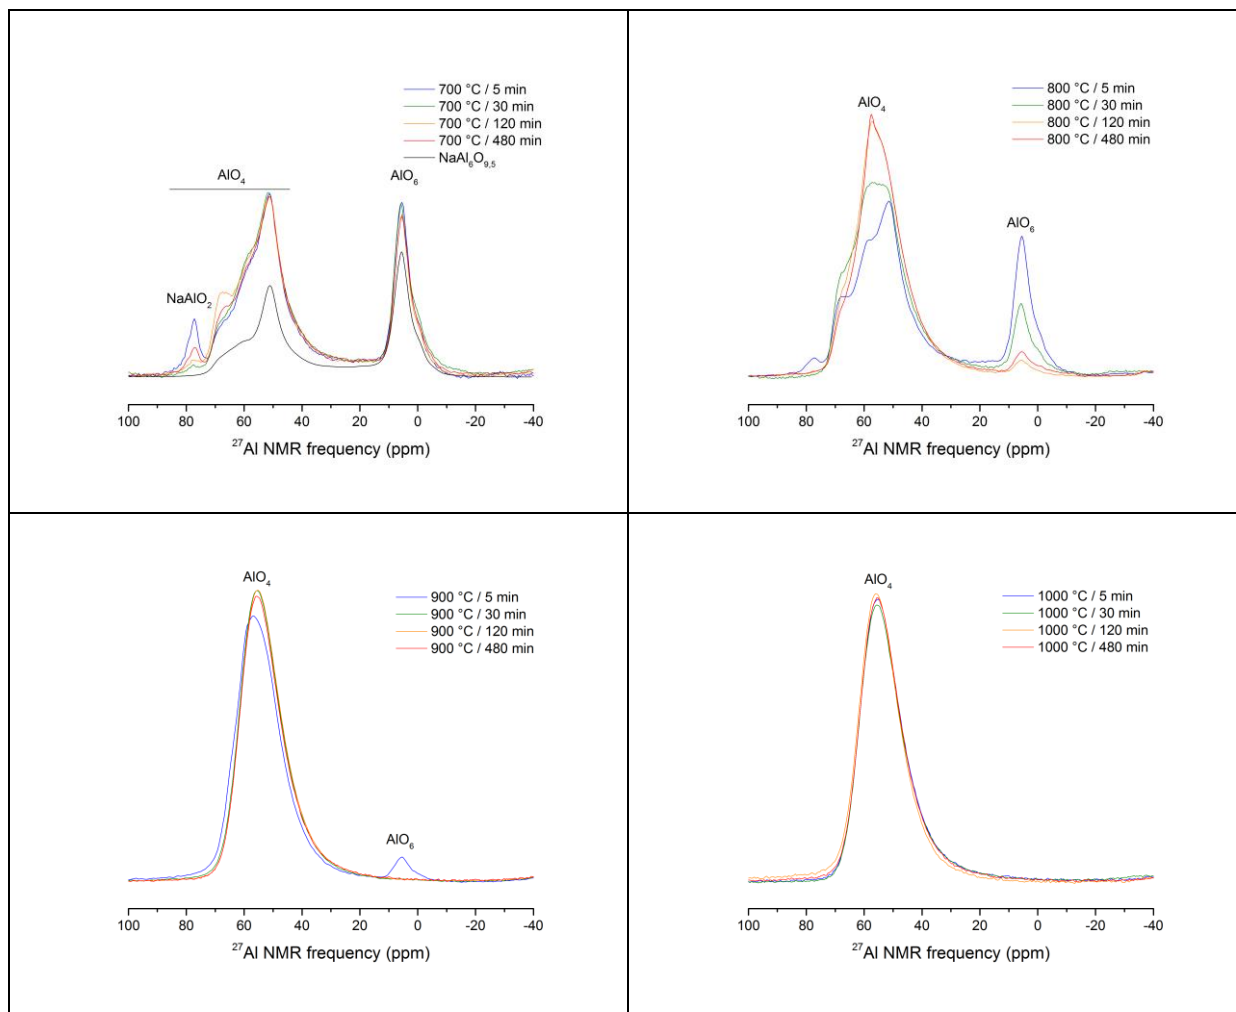 700 °C / 5 min
700 °C / 30 min
700 °C / 120 min
700 °C / 480 min
NaAl₆O₉,₅
AlO₄
AlO₆
NaAlO₂
100 80 60 40 20 0 -20 -40
²⁷Al NMR frequency (ppm)
800 °C / 5 min
800 °C / 30 min
800 °C / 120 min
800 °C / 480 min
AlO₄
AlO₆
100 80 60 40 20 0 -20 -40
²⁷Al NMR frequency (ppm)
AlO₄
900 °C / 5 min
900 °C / 30 min
900 °C / 120 min
900 °C / 480 min
AlO₆
100 80 60 40 20 0 -20 -40
²⁷Al NMR frequency (ppm)
AlO₄
1000 °C / 5 min
1000 °C / 30 min
1000 °C / 120 min
1000 °C / 480 min
100 80 60 40 20 0 -20 -40
²⁷Al NMR frequency (ppm)